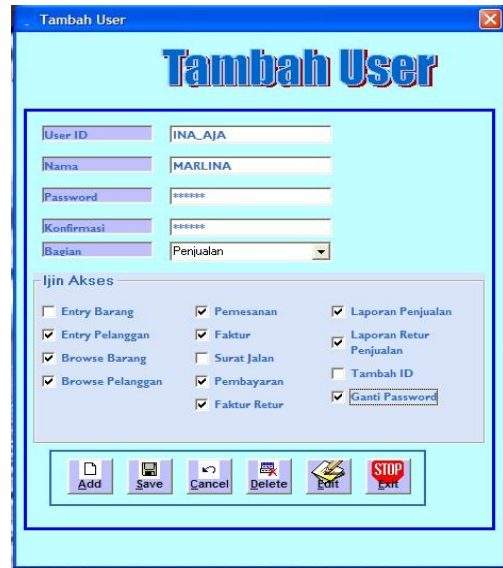 Tambah User
Tambah User
User ID INA_AJA
Nama MARLINA
Password ******
Konfirmasi ******
Bagian Penjualan
Ijin Akses
Entry Barang
Entry Pelanggan
Browse Barang
Browse Pelanggan
Pemesanan
Faktur
Surat Jalan
Pembayaran
Faktur Retur
Laporan Penjualan
Laporan Retur
Penjualan
Tambah ID
Ganti Password
Add Save Cancel Delete Edit STOP Exit